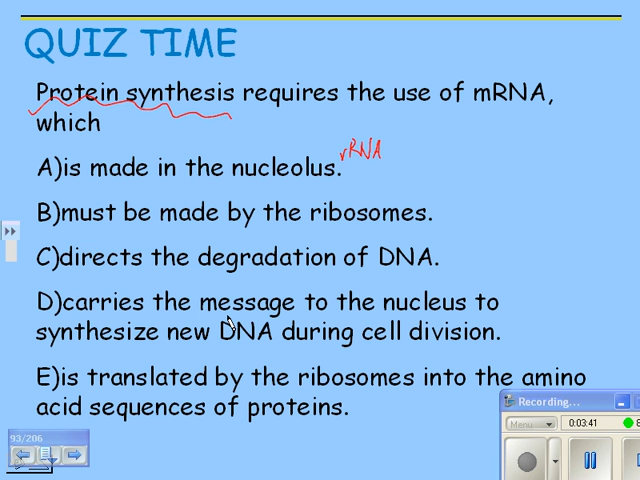 QUIZ TIME
Protein synthesis requires the use of mRNA,
which
rRNA
A)is made in the nucleolus.
B)must be made by the ribosomes.
C)directs the degradation of DNA.
D)carries the message to the nucleus to
synthesize new DNA during cell division.
E)is translated by the ribosomes into the amino
acid sequences of proteins.
Recording...
Menu
0:03:41
8
93/206